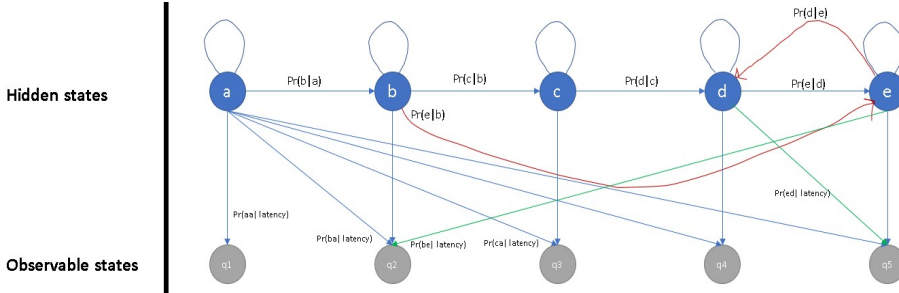 Pr(d|e)
Hidden states
a
Pr(b|a)
b
Pr(c|b)
c
Pr(d|c)
d
Pr(e|d)
e
Pr(e|b)
Pr(ed| latency)
Pr(aa| latency)
Pr(ba| latency)
Pr(be| latency)
Pr(ca| latency)
Observable states
q1
q2
q3
q4
q5